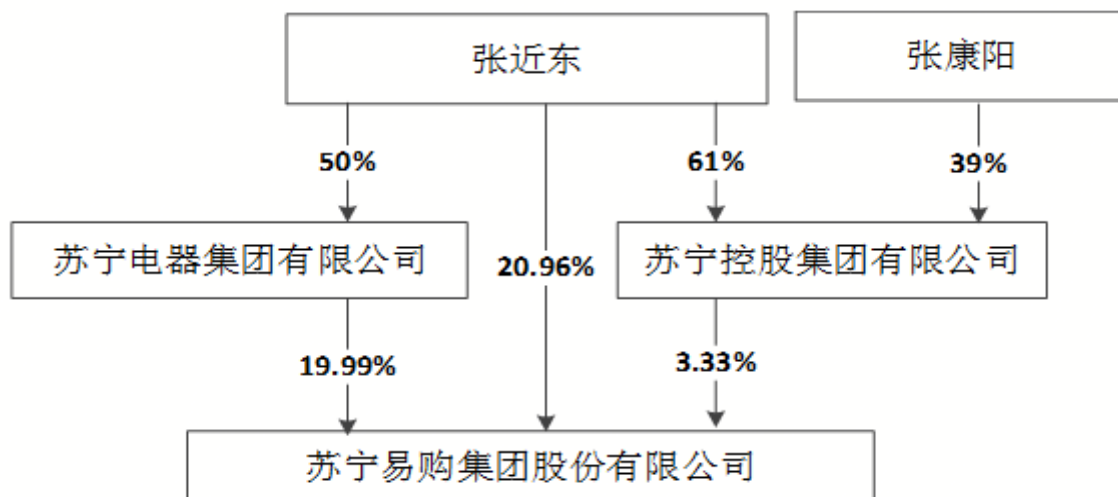 张近东
张康阳
50%
61%
39%
苏宁电器集团有限公司
20.96%
苏宁控股集团有限公司
19.99%
3.33%
苏宁易购集团股份有限公司